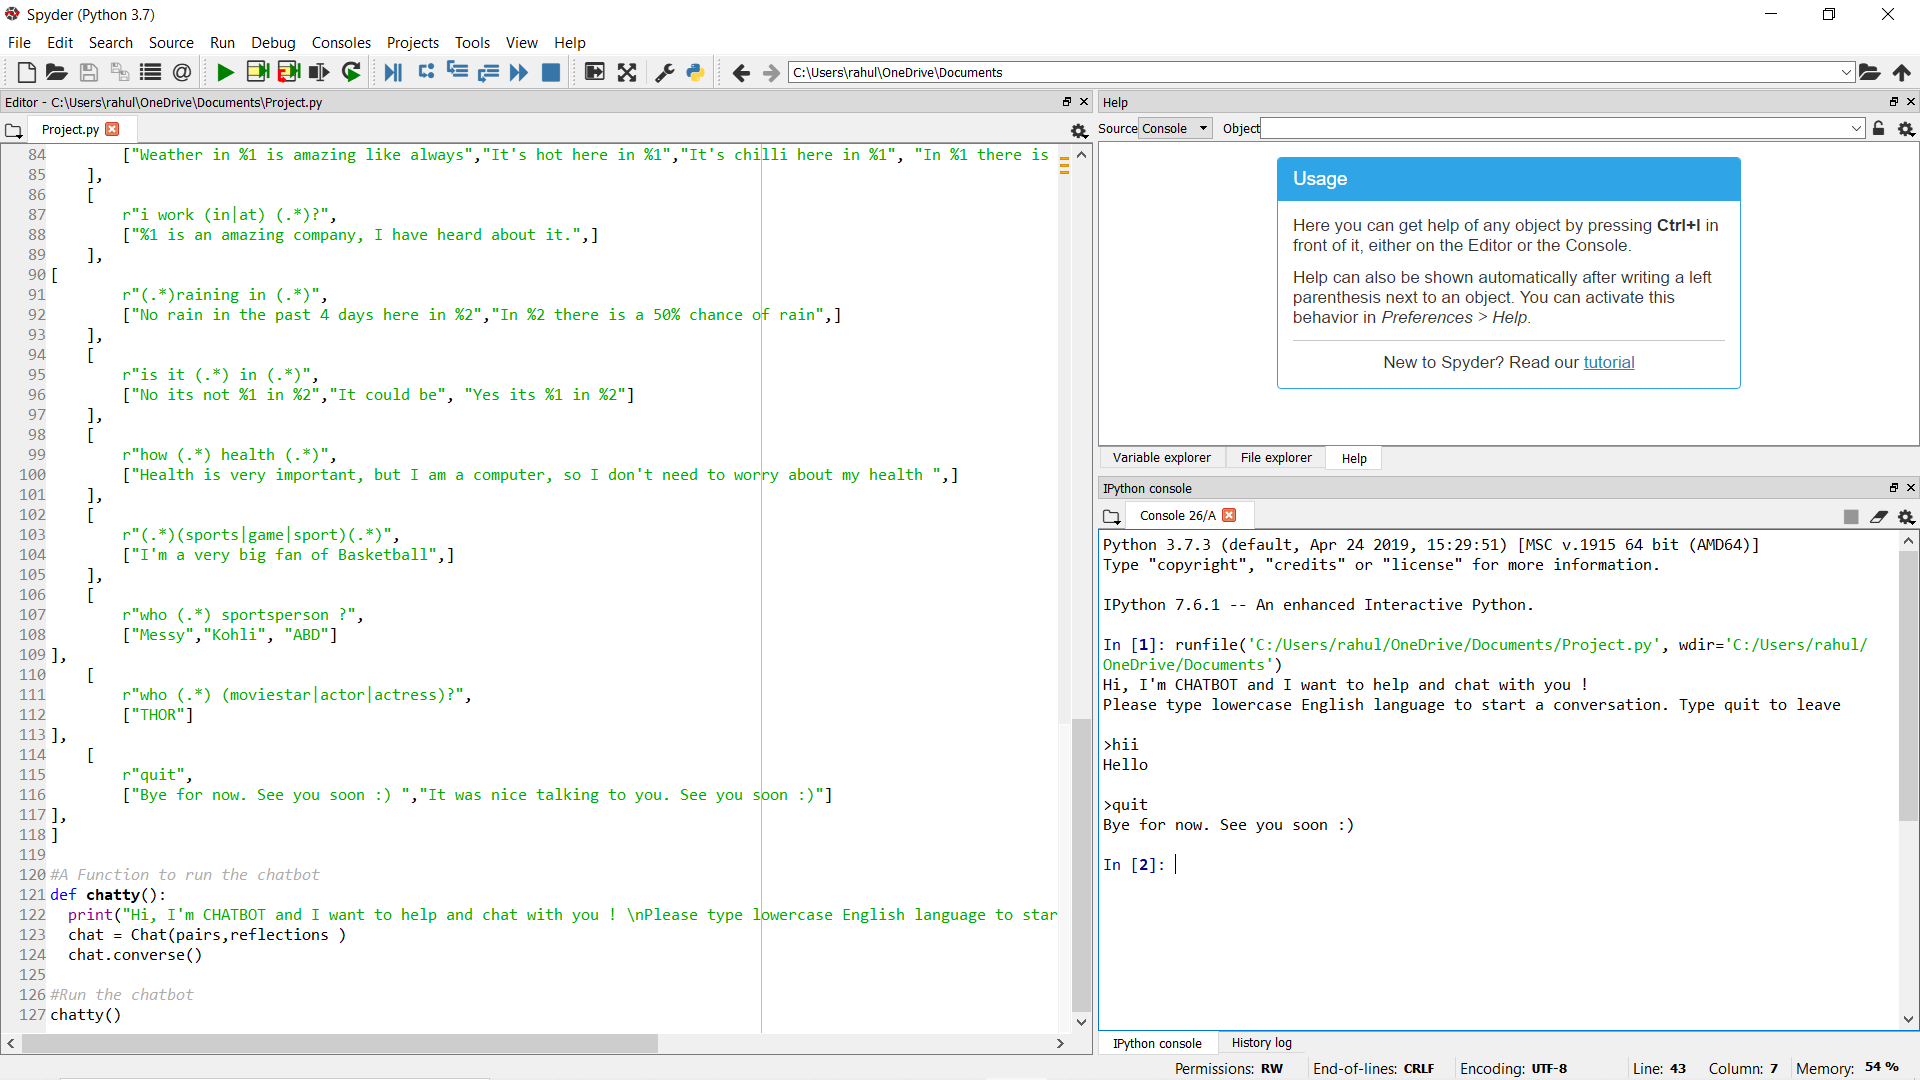 Spyder (Python 3.7)
File Edit Search Source Run Debug Consoles Projects Tools View Help
C:\Users\rahul\OneDrive\Documents
Editor - C:\Users\rahul\OneDrive\Documents\Project.py
Project.py
84 ["Weather in %1 is amazing like always","It's hot here in %1","It's chilli here in %1", "In %1 there is
85 ],
86 [
87 r"i work (in|at) (.*)?",
88 ["%1 is an amazing company, I have heard about it.",]
89 ],
90 [
91 r"(.*)raining in (.*)",
92 ["No rain in the past 4 days here in %2","In %2 there is a 50% chance of rain",]
93 ],
94 [
95 r"is it (.*) in (.*)",
96 ["No its not %1 in %2","It could be", "Yes its %1 in %2"]
97 ],
98 [
99 r"how (.*) health (.*)",
100 ["Health is very important, but I am a computer, so I don't need to worry about my health ",]
101 ],
102 [
103 r"(.*)(sports|game|sport)(.*)",
104 ["I'm a very big fan of Basketball",]
105 ],
106 [
107 r"who (.*) sportsperson ?",
108 ["Messy","Kohli", "ABD"]
109 ],
110 [
111 r"who (.*) (moviestar|actor|actress)?",
112 ["THOR"]
113 ],
114 [
115 r"quit",
116 ["Bye for now. See you soon :) ","It was nice talking to you. See you soon :)"]
117 ],
118 ]
119
120 #A Function to run the chatbot
121 def chatty():
122 print("Hi, I'm CHATBOT and I want to help and chat with you ! \nPlease type lowercase English language to star
123 chat = Chat(pairs,reflections )
124 chat.converse()
125
126 #Run the chatbot
127 chatty()
Help
Source Console Object
Usage
Here you can get help of any object by pressing Ctrl+I in
front of it, either on the Editor or the Console.
Help can also be shown automatically after writing a left
parenthesis next to an object. You can activate this
behavior in Preferences > Help.
New to Spyder? Read our tutorial
Variable explorer File explorer Help
IPython console
Console 26/A
Python 3.7.3 (default, Apr 24 2019, 15:29:51) [MSC v.1915 64 bit (AMD64)]
Type "copyright", "credits" or "license" for more information.
IPython 7.6.1 -- An enhanced Interactive Python.
In [1]: runfile('C:/Users/rahul/OneDrive/Documents/Project.py', wdir='C:/Users/rahul/
OneDrive/Documents')
Hi, I'm CHATBOT and I want to help and chat with you !
Please type lowercase English language to start a conversation. Type quit to leave
>hii
Hello
>quit
Bye for now. See you soon :)
In [2]:
IPython console History log
Permissions: RW End-of-lines: CRLF Encoding: UTF-8 Line: 43 Column: 7 Memory: 54 %